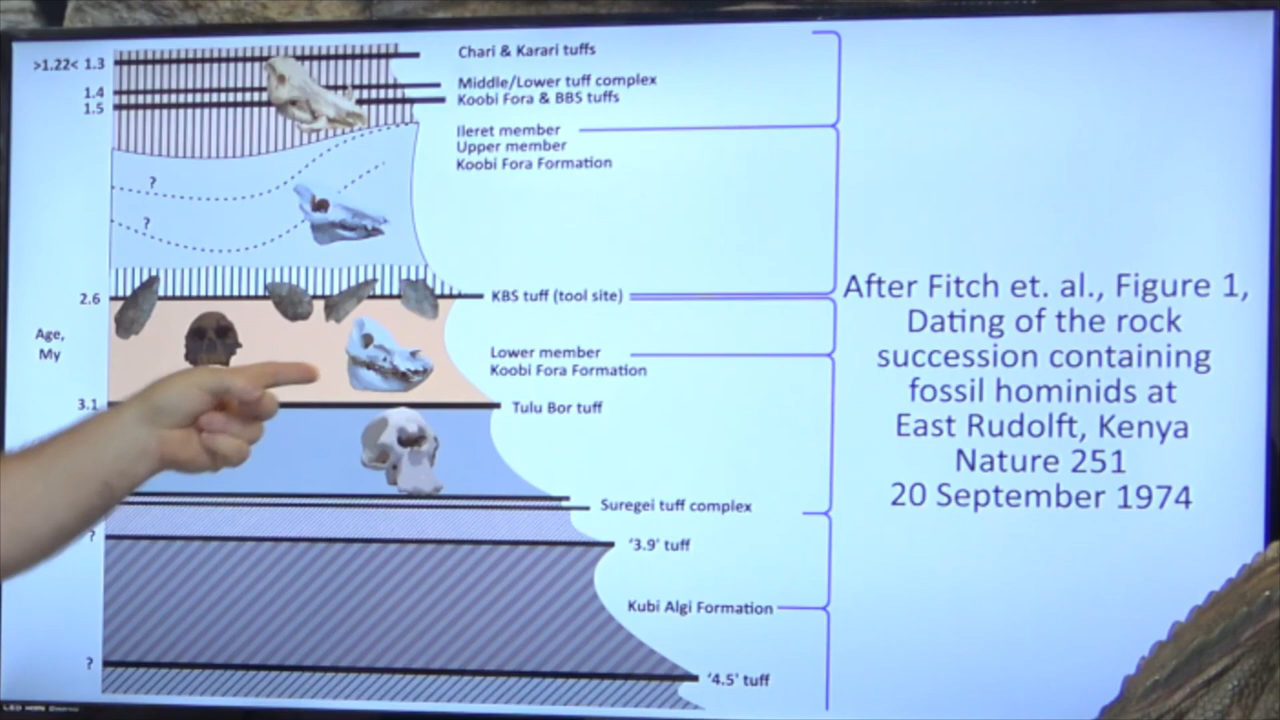 >1.22< 1.3
1.4
1.5
?
?
2.6
Age,
My
3.1
?
?
Chari & Karari tuffs
Middle/Lower tuff complex
Koobi Fora & BBS tuffs
Ileret member
Upper member
Koobi Fora Formation
KBS tuff (tool site)
Lower member
Koobi Fora Formation
Tulu Bor tuff
Suregei tuff complex
‘3.9’ tuff
Kubi Algi Formation
‘4.5’ tuff
After Fitch et. al., Figure 1,
Dating of the rock
succession containing
fossil hominids at
East Rudolft, Kenya
Nature 251
20 September 1974